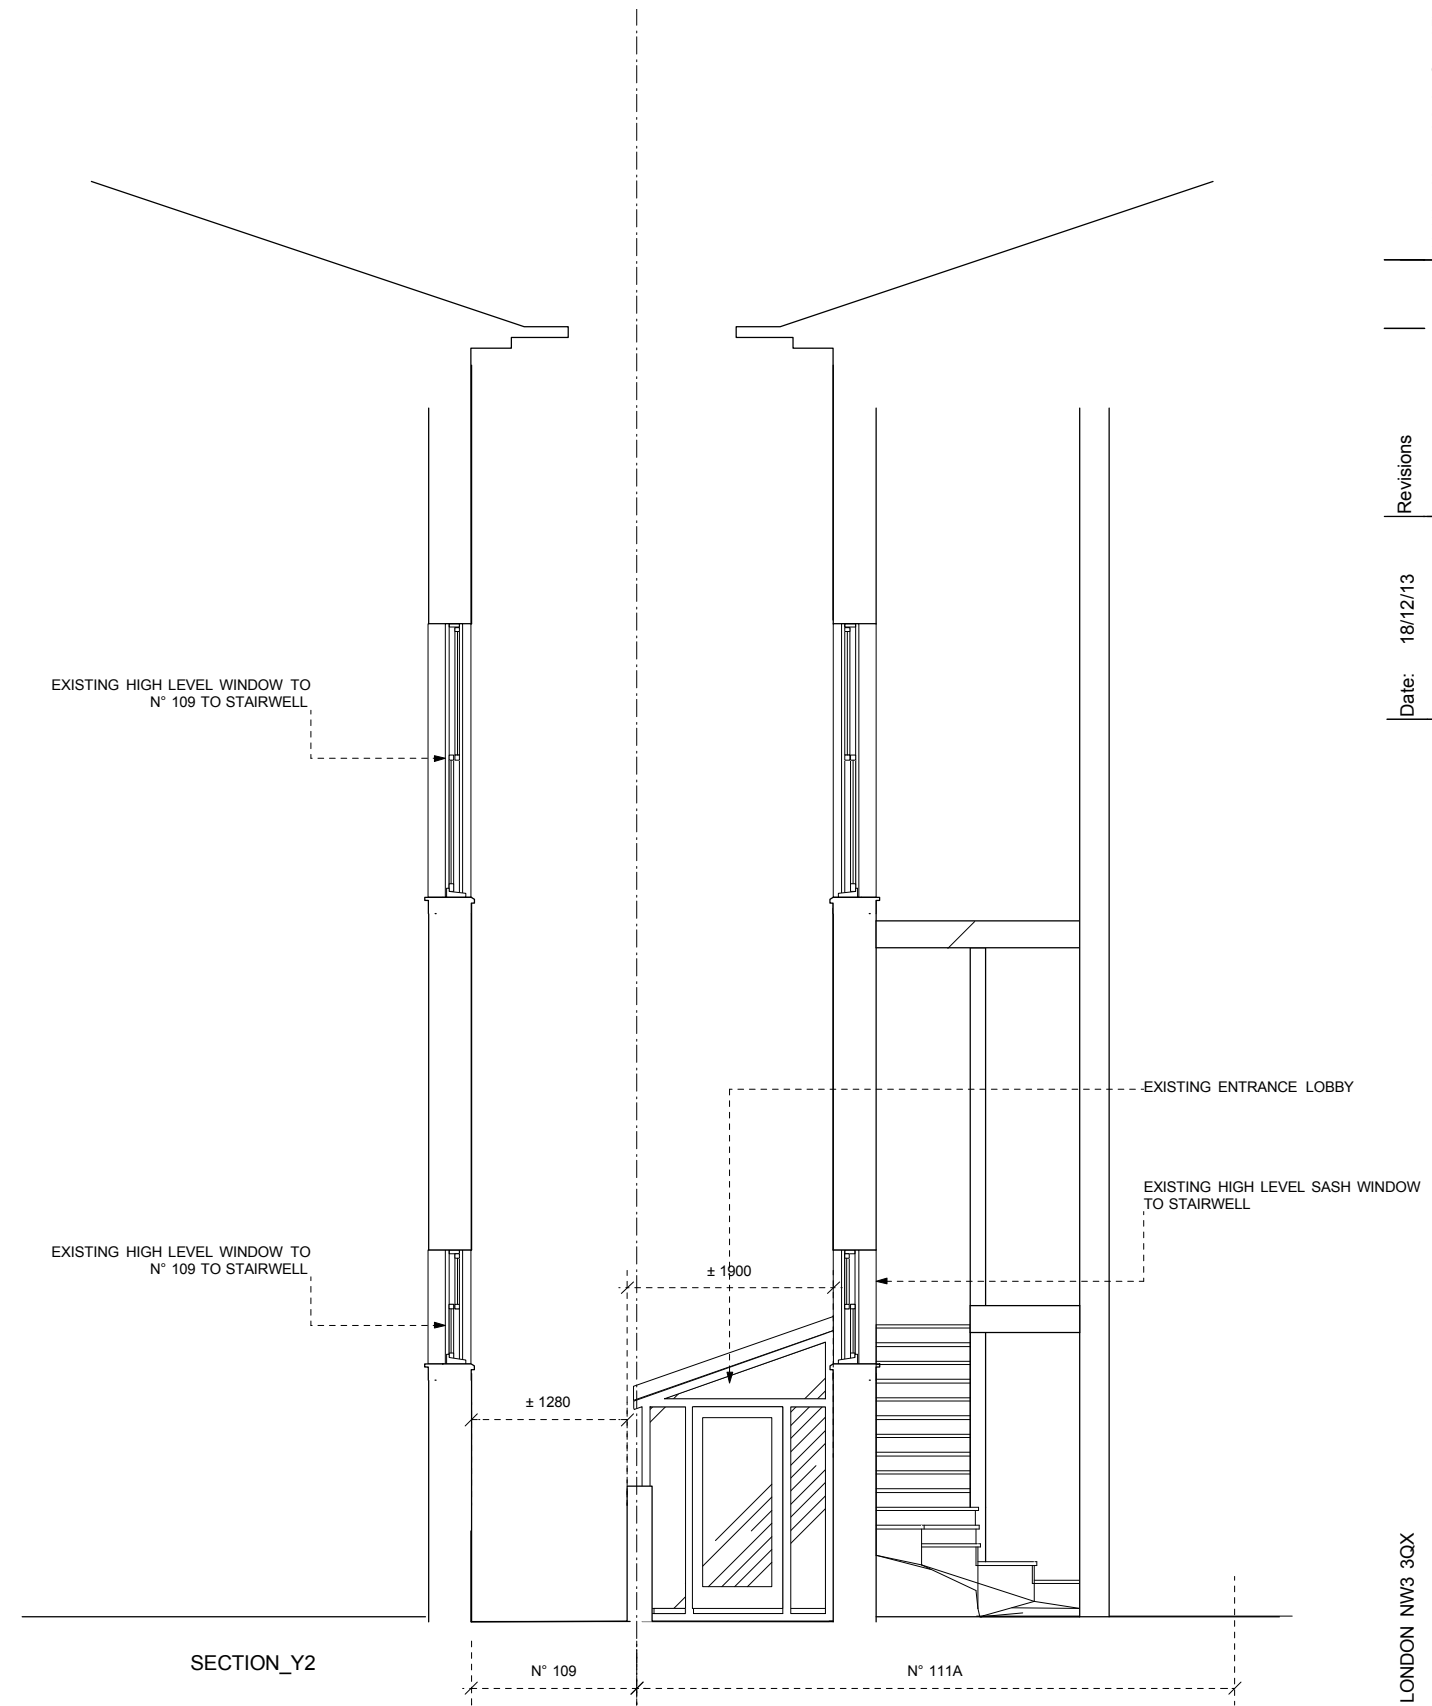 Revisions
Date: 18/12/13
EXISTING HIGH LEVEL WINDOW TO
N° 109 TO STAIRWELL
EXISTING ENTRANCE LOBBY
EXISTING HIGH LEVEL SASH WINDOW
TO STAIRWELL
EXISTING HIGH LEVEL WINDOW TO
N° 109 TO STAIRWELL
± 1900
± 1280
LONDON NW3 3QX
SECTION_Y2
N° 109
N° 111A